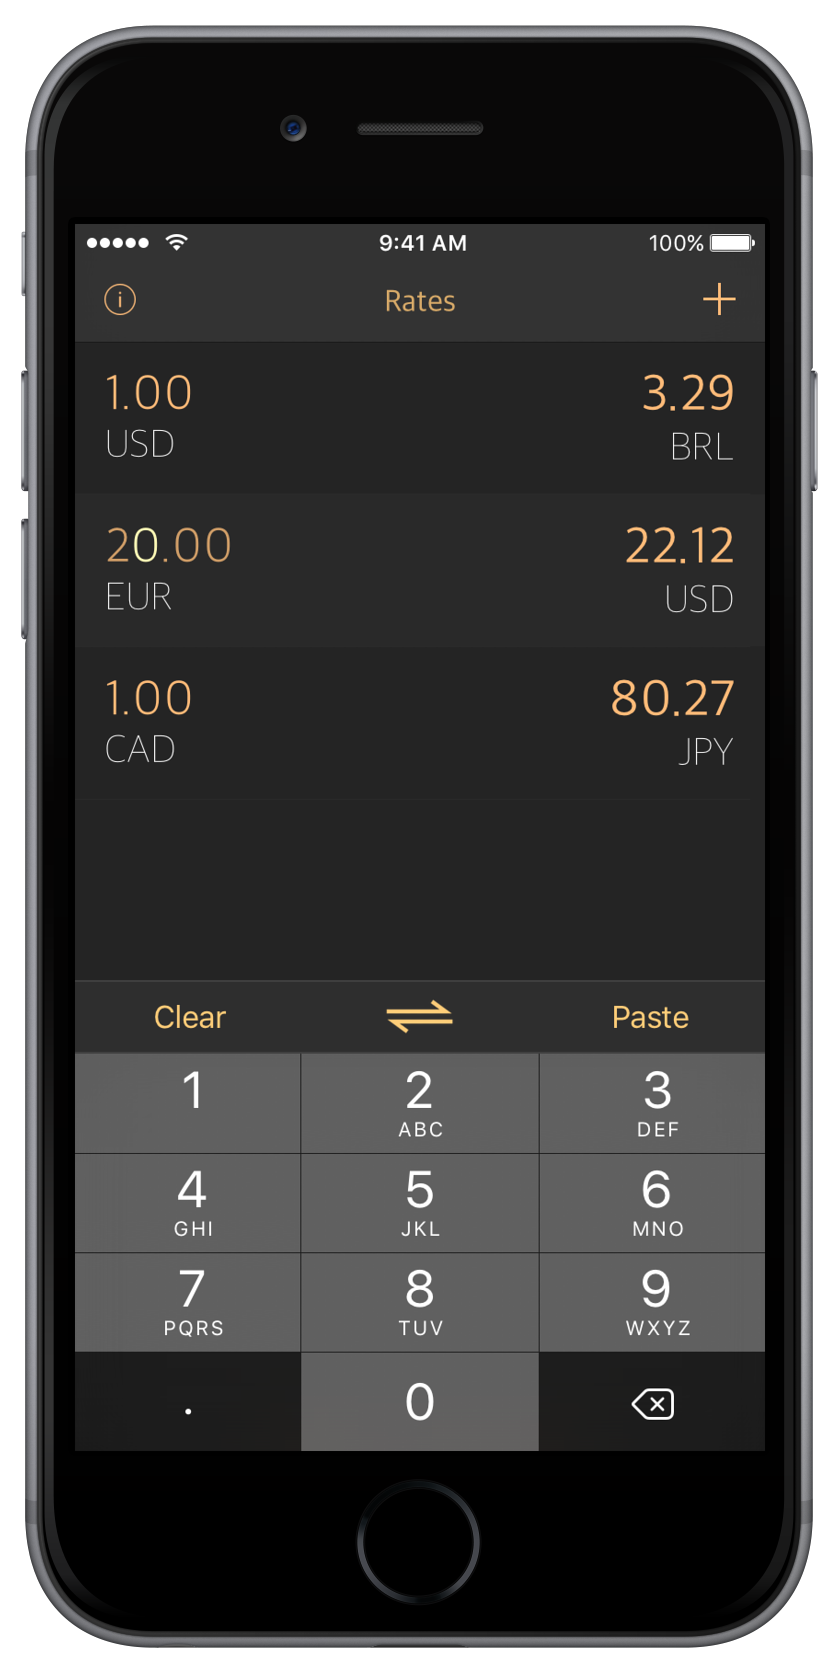 9:41 AM 100%
Rates
1.00 3.29
USD BRL
20.00 22.12
EUR USD
1.00 80.27
CAD JPY
Clear Paste
1 2 3
ABC DEF
4 5 6
GHI JKL MNO
7 8 9
PQRS TUV WXYZ
. 0